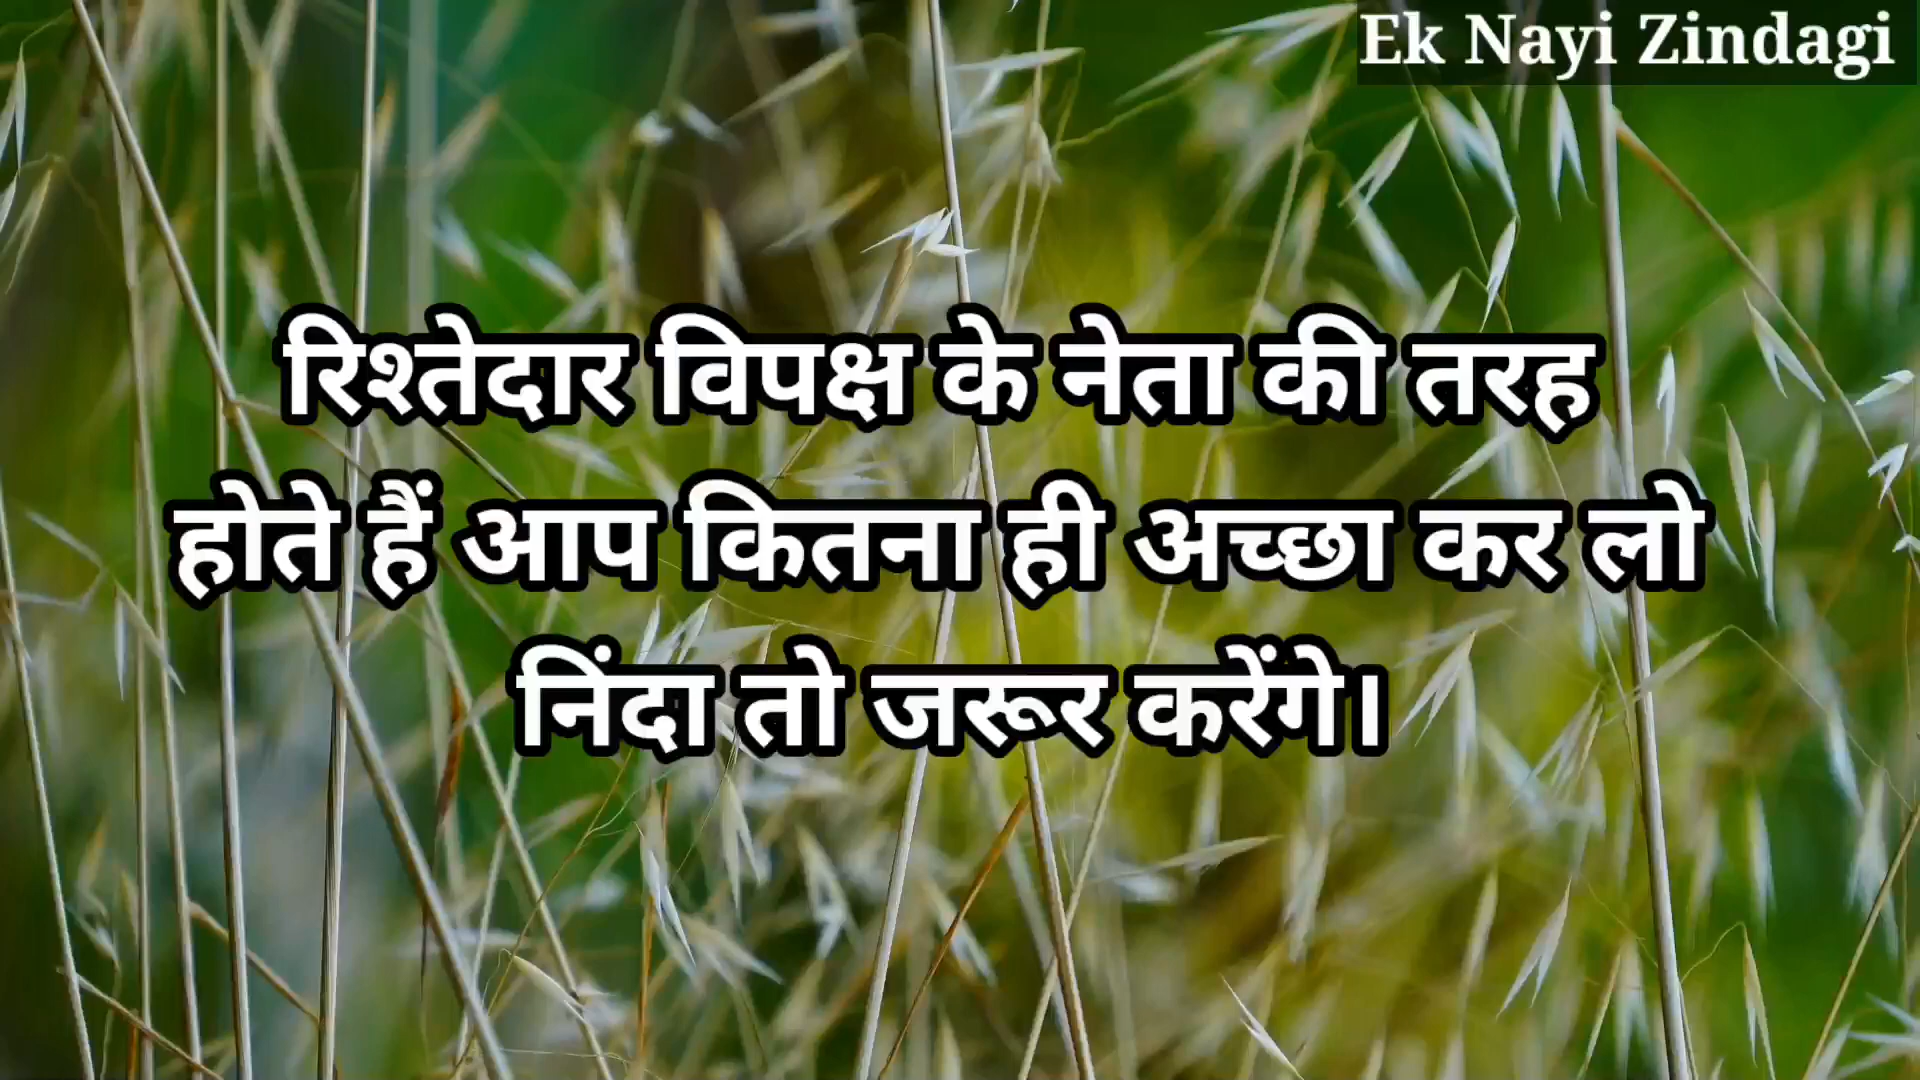 Ek Nayi Zindagi
रिश्तेदार विपक्ष के नेता की तरह
होते हैं आप कितना ही अच्छा कर लो
निंदा तो जरूर करेंगे।